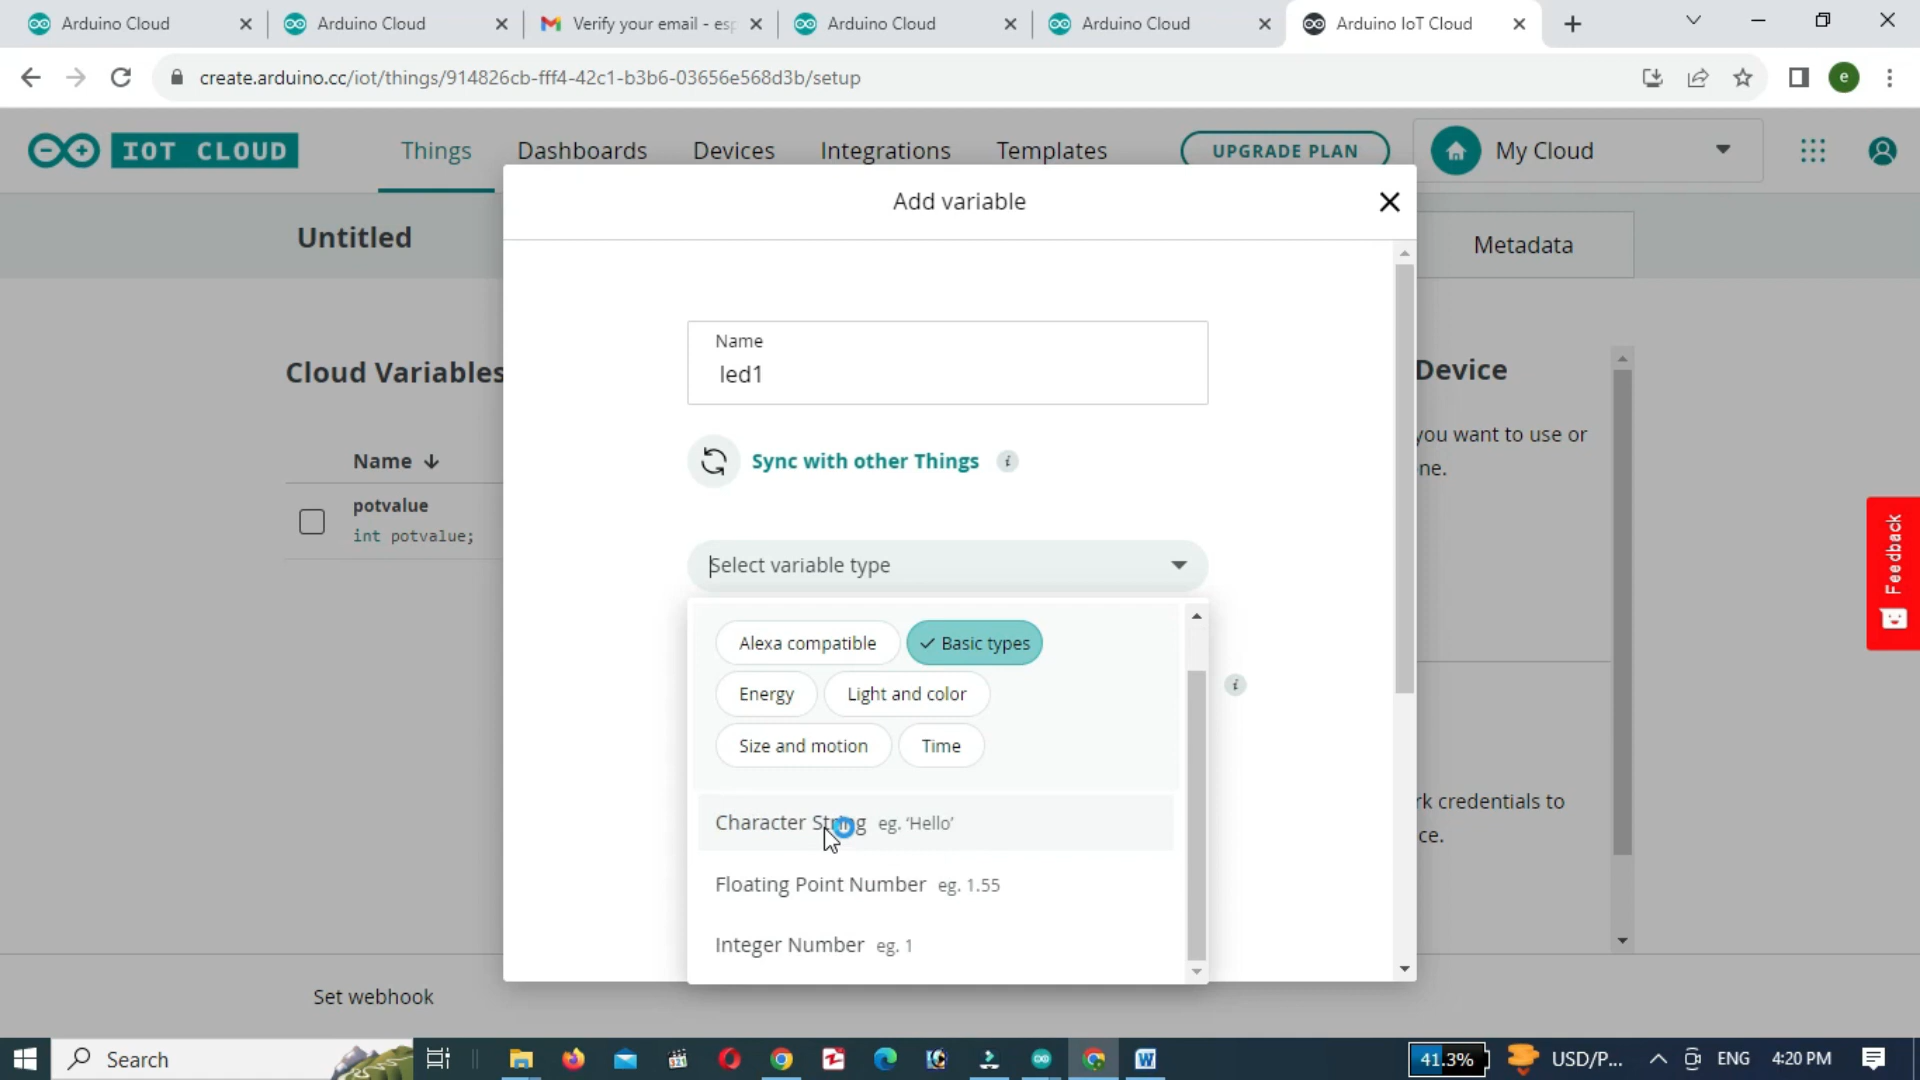 Arduino Cloud
Arduino Cloud
Verify your email - esp
Arduino Cloud
Arduino Cloud
Arduino IoT Cloud
create.arduino.cc/iot/things/914826cb-fff4-42c1-b3b6-03656e568d3b/setup
e
IOT CLOUD
Things
Dashboards
Devices
Integrations
Templates
UPGRADE PLAN
My Cloud
Add variable
Untitled
Metadata
Name
led1
Cloud Variables
Device
you want to use or
ne.
Name
Sync with other Things
i
potvalue
int potvalue;
Select variable type
Feedback
Alexa compatible
Basic types
Energy
Light and color
i
Size and motion
Time
Character String eg. ‘Hello’
rk credentials to
ce.
Floating Point Number eg. 1.55
Integer Number eg. 1
Set webhook
Search
321
W
41.3%
USD/P...
ENG
4:20 PM